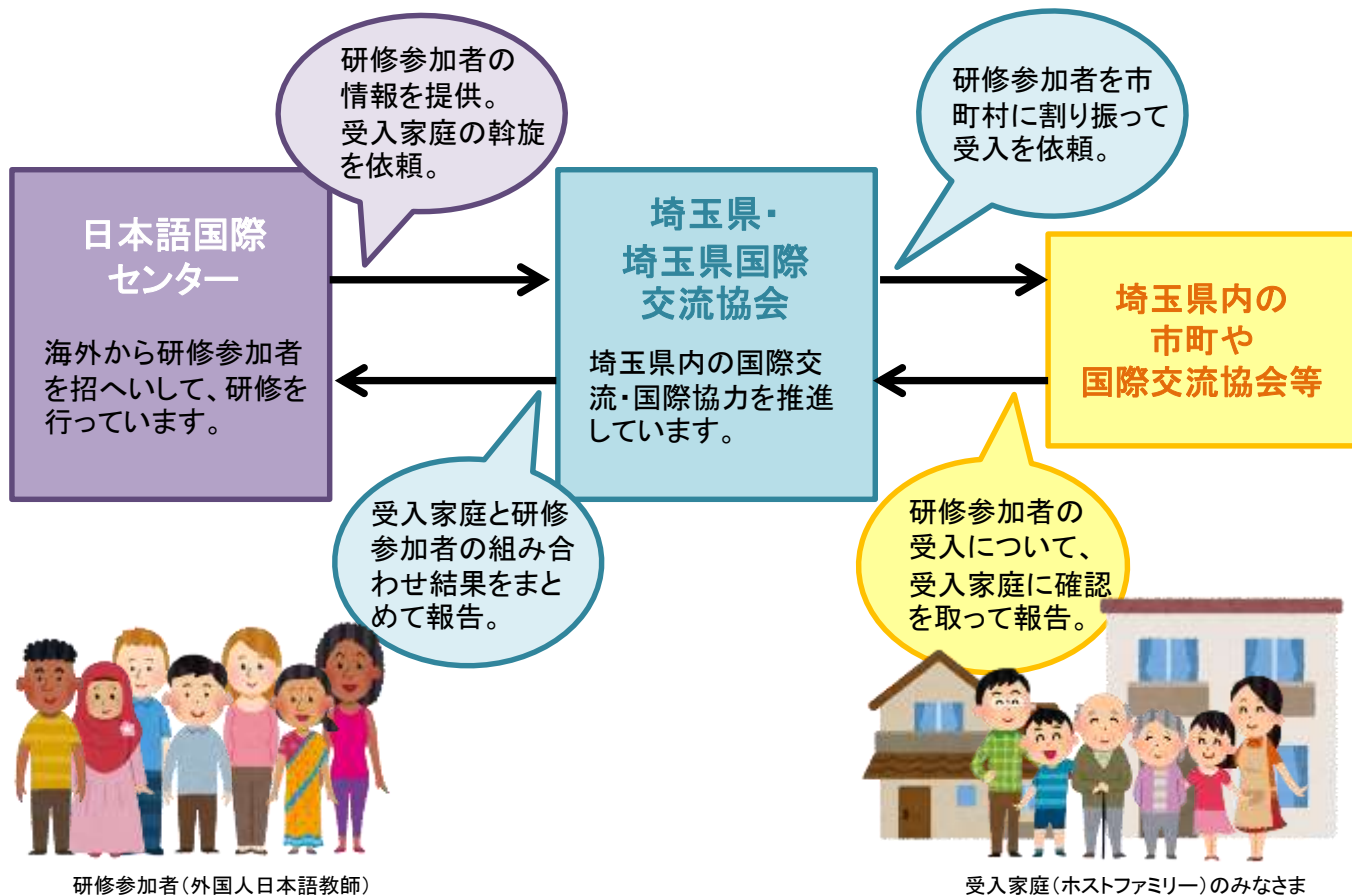 研修参加者の
情報を提供。
受入家庭の斡旋
を依頼。
研修参加者を市
町村に割り振って
受入を依頼。
日本語国際
センター
海外から研修参加者
を招へいして、研修を
行っています。
埼玉県・
埼玉県国際
交流協会
埼玉県内の国際交
流・国際協力を推進
しています。
埼玉県内の
市町や
国際交流協会等
受入家庭と研修
参加者の組み合
わせ結果をまと
めて報告。
研修参加者の
受入について、
受入家庭に確認
を取って報告。
研修参加者(外国人日本語教師)
受入家庭(ホストファミリー)のみなさま